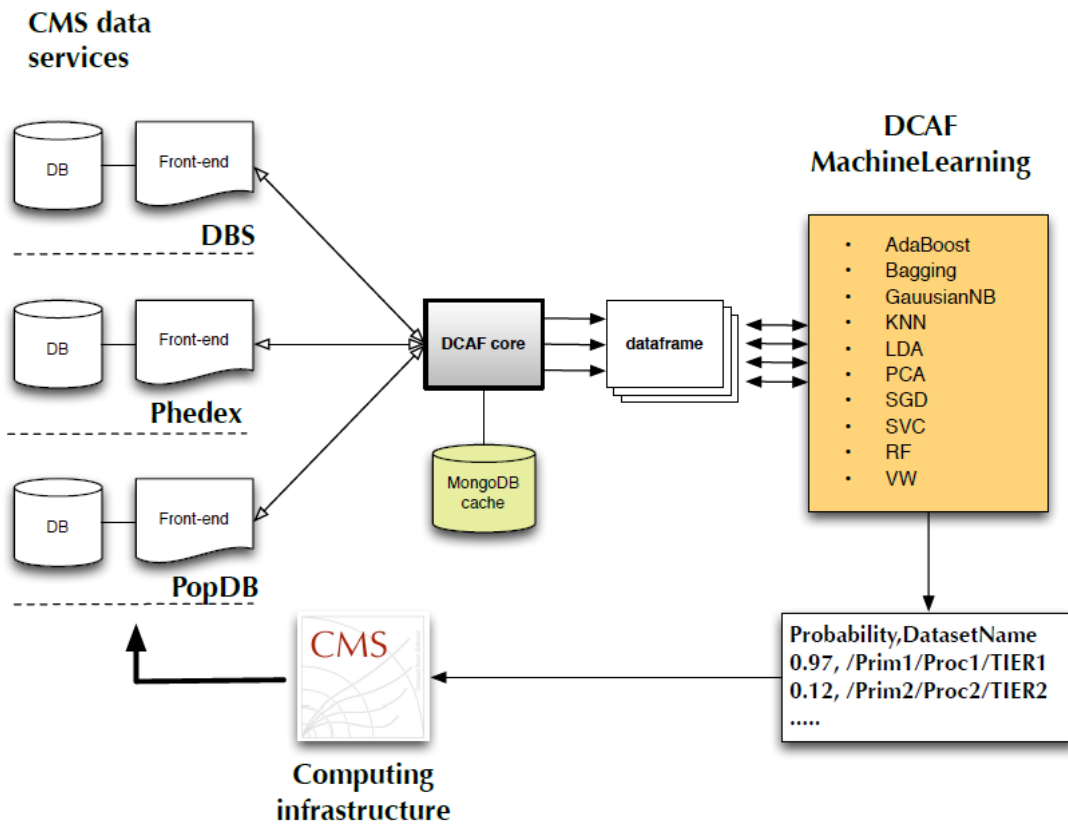 CMS data
services
DB
Front-end
DBS
DB
Front-end
Phedex
DB
Front-end
PopDB
DCAF core
MongoDB
cache
dataframe
DCAF
MachineLearning
• AdaBoost
• Bagging
• GauusianNB
• KNN
• LDA
• PCA
• SGD
• SVC
• RF
• VW
Probability,DatasetName
0.97, /Prim1/Proc1/TIER1
0.12, /Prim2/Proc2/TIER2
.....
CMS
Computing
infrastructure